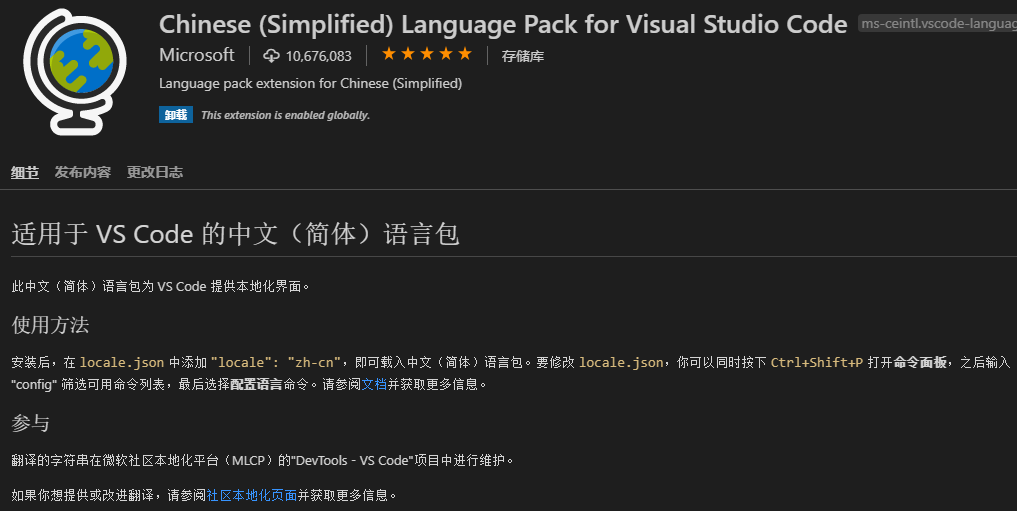 Chinese (Simplified) Language Pack for Visual Studio Code ms-ceintl.vscode-languag
Microsoft 10,676,083 存储库
Language pack extension for Chinese (Simplified)
卸载 This extension is enabled globally.
细节 发布内容 更改日志
适用于 VS Code 的中文（简体）语言包
此中文（简体）语言包为 VS Code 提供本地化界面。
使用方法
安装后，在 locale.json 中添加 "locale": "zh-cn"，即可载入中文（简体）语言包。要修改 locale.json，你可以同时按下 Ctrl+Shift+P 打开命令面板，之后输入
"config" 筛选可用命令列表，最后选择配置语言命令。请参阅文档并获取更多信息。
参与
翻译的字符串在微软社区本地化平台（MLCP）的"DevTools - VS Code"项目中进行维护。
如果你想提供或改进翻译，请参阅社区本地化页面并获取更多信息。